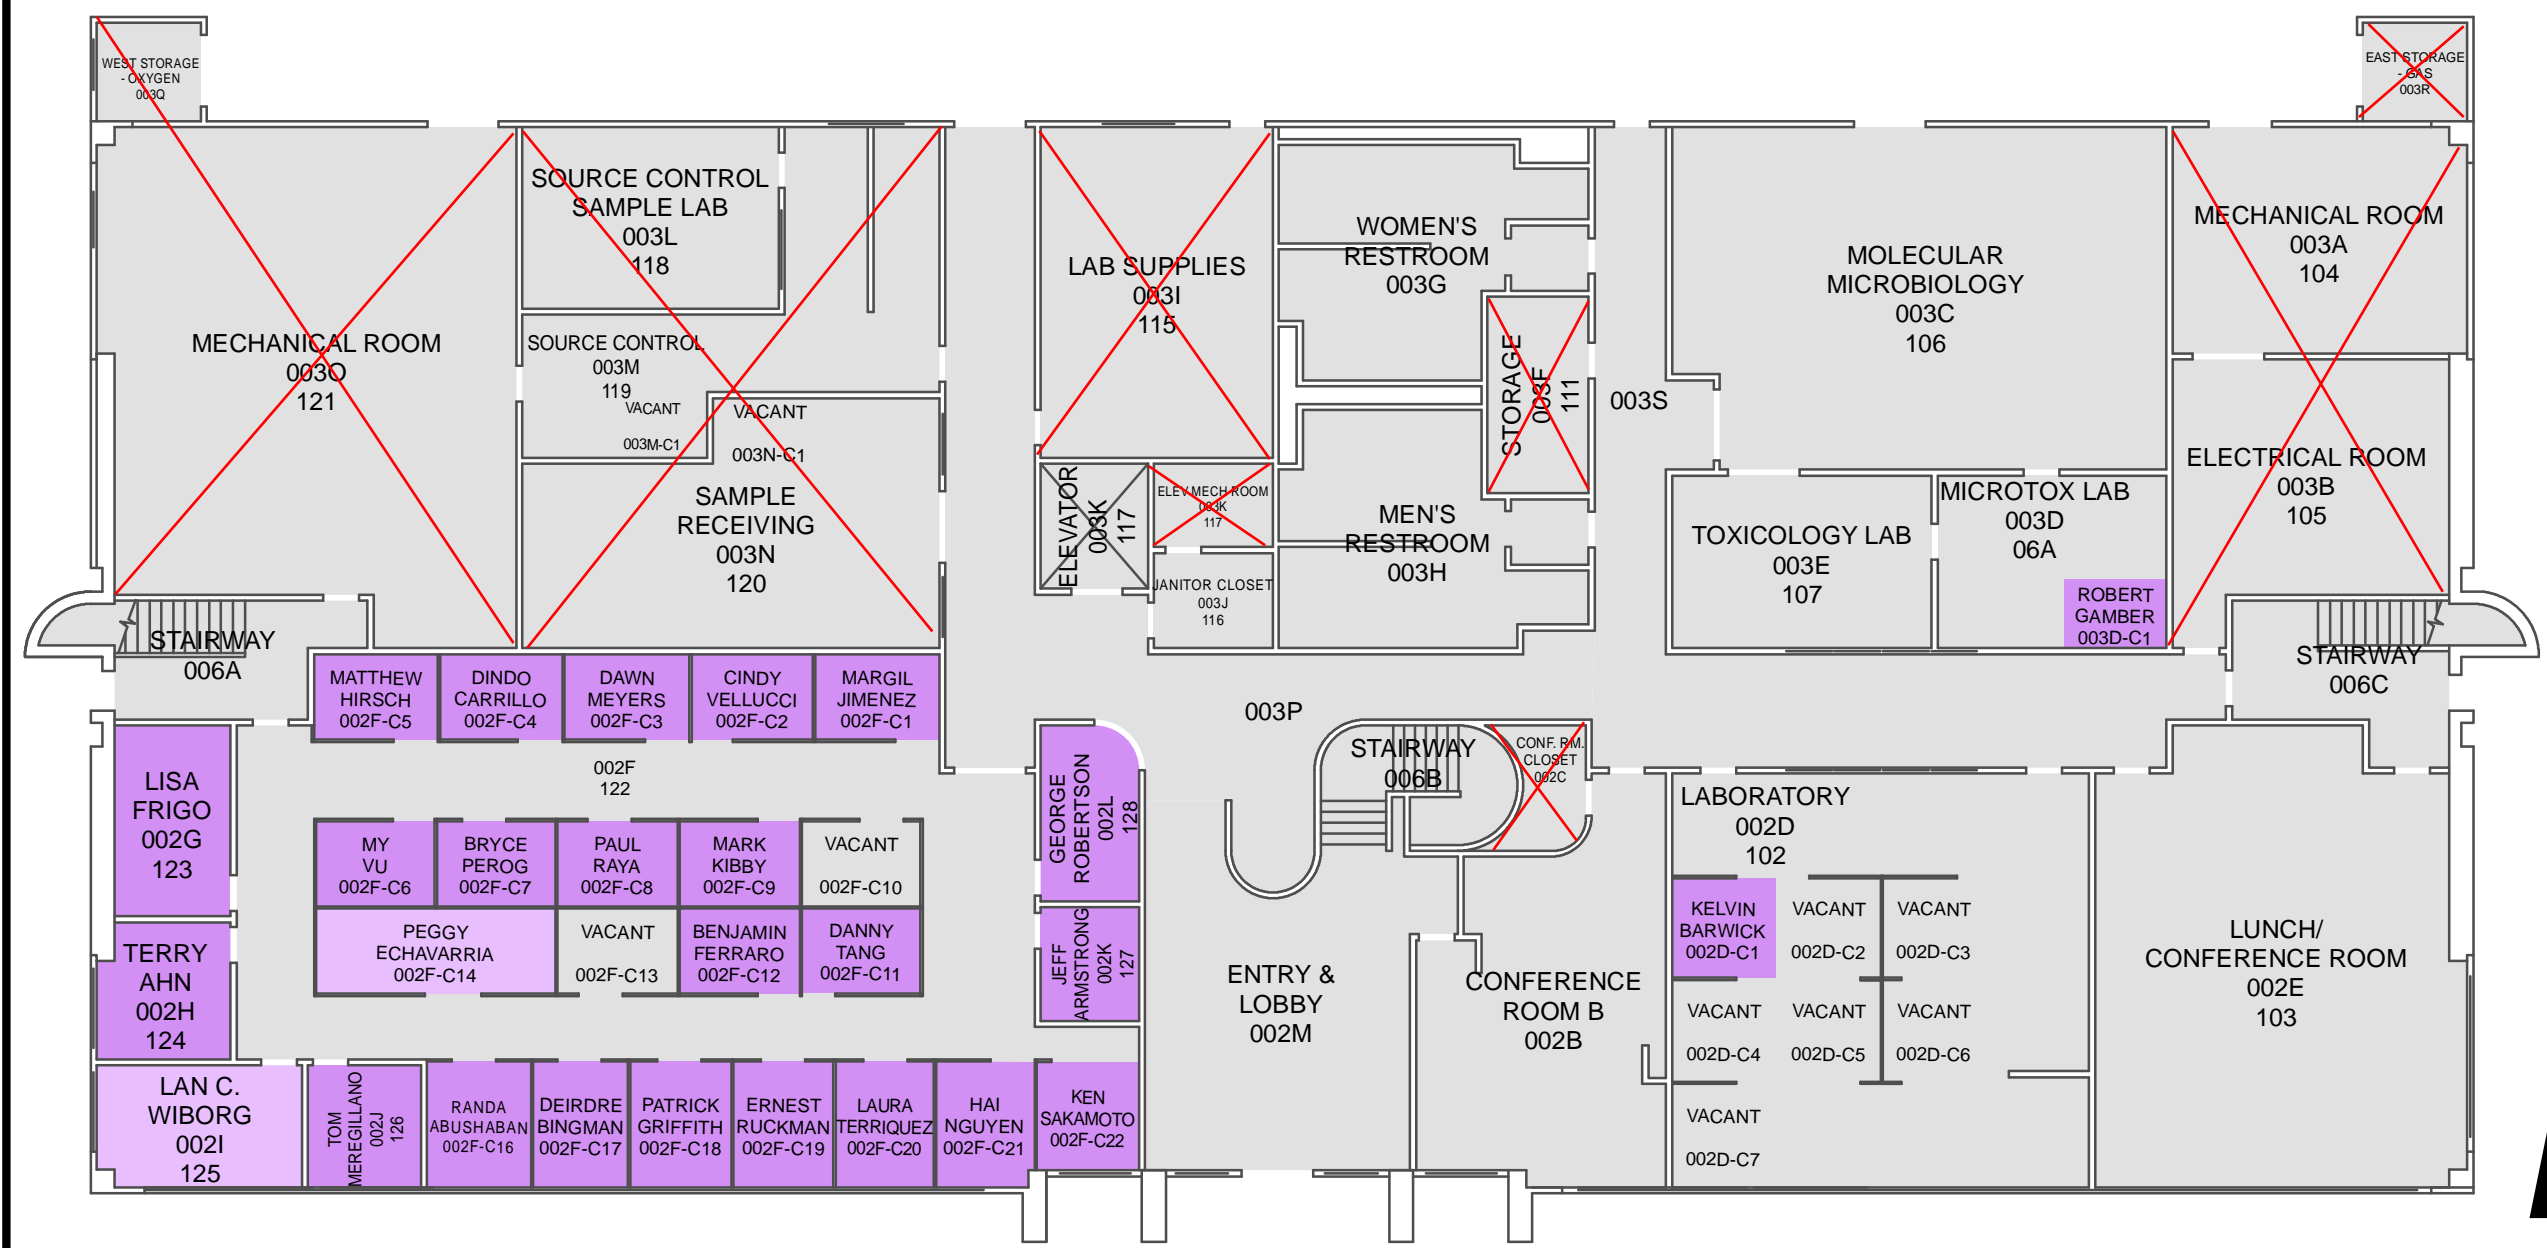 WEST STORAGE
- OXYGEN
003Q
EAST STORAGE
- GAS
003R
MECHANICAL ROOM
003O
121
SOURCE CONTROL
SAMPLE LAB
003L
118
SOURCE CONTROL
003M
119
VACANT
003M-C1
VACANT
003N-C1
SAMPLE
RECEIVING
003N
120
LAB SUPPLIES
003I
115
WOMEN'S
RESTROOM
003G
STORAGE
003F
111
003S
MOLECULAR
MICROBIOLOGY
003C
106
MECHANICAL ROOM
003A
104
ELECTRICAL ROOM
003B
105
ELEVATOR
003K
117
ELEV.MECH ROOM
003K
117
JANITOR CLOSET
003J
116
MEN'S
RESTROOM
003H
TOXICOLOGY LAB
003E
107
MICROTOX LAB
003D
06A
ROBERT
GAMBER
003D-C1
STAIRWAY
006A
STAIRWAY
006C
MATTHEW
HIRSCH
002F-C5
DINDO
CARRILLO
002F-C4
DAWN
MEYERS
002F-C3
CINDY
VELLUCCI
002F-C2
MARGIL
JIMENEZ
002F-C1
003P
002F
122
LISA
FRIGO
002G
123
GEORGE
ROBERTSON
002L
128
STAIRWAY
006B
CONF. RM.
CLOSET
002C
LABORATORY
002D
102
MY
VU
002F-C6
BRYCE
PEROG
002F-C7
PAUL
RAYA
002F-C8
MARK
KIBBY
002F-C9
VACANT
002F-C10
PEGGY
ECHAVARRIA
002F-C14
VACANT
002F-C13
BENJAMIN
FERRARO
002F-C12
DANNY
TANG
002F-C11
TERRY
AHN
002H
124
JEFF
ARMSTRONG
002K
127
ENTRY &
LOBBY
002M
CONFERENCE
ROOM B
002B
KELVIN
BARWICK
002D-C1
VACANT
002D-C2
VACANT
002D-C3
VACANT
002D-C4
VACANT
002D-C5
VACANT
002D-C6
VACANT
002D-C7
LUNCH/
CONFERENCE ROOM
002E
103
LAN C.
WIBORG
002I
125
TOM
MEREGILLANO
002J
126
RANDA
ABUSHABAN
002F-C16
DEIRDRE
BINGMAN
002F-C17
PATRICK
GRIFFITH
002F-C18
ERNEST
RUCKMAN
002F-C19
LAURA
TERRIQUEZ
002F-C20
HAI
NGUYEN
002F-C21
KEN
SAKAMOTO
002F-C22